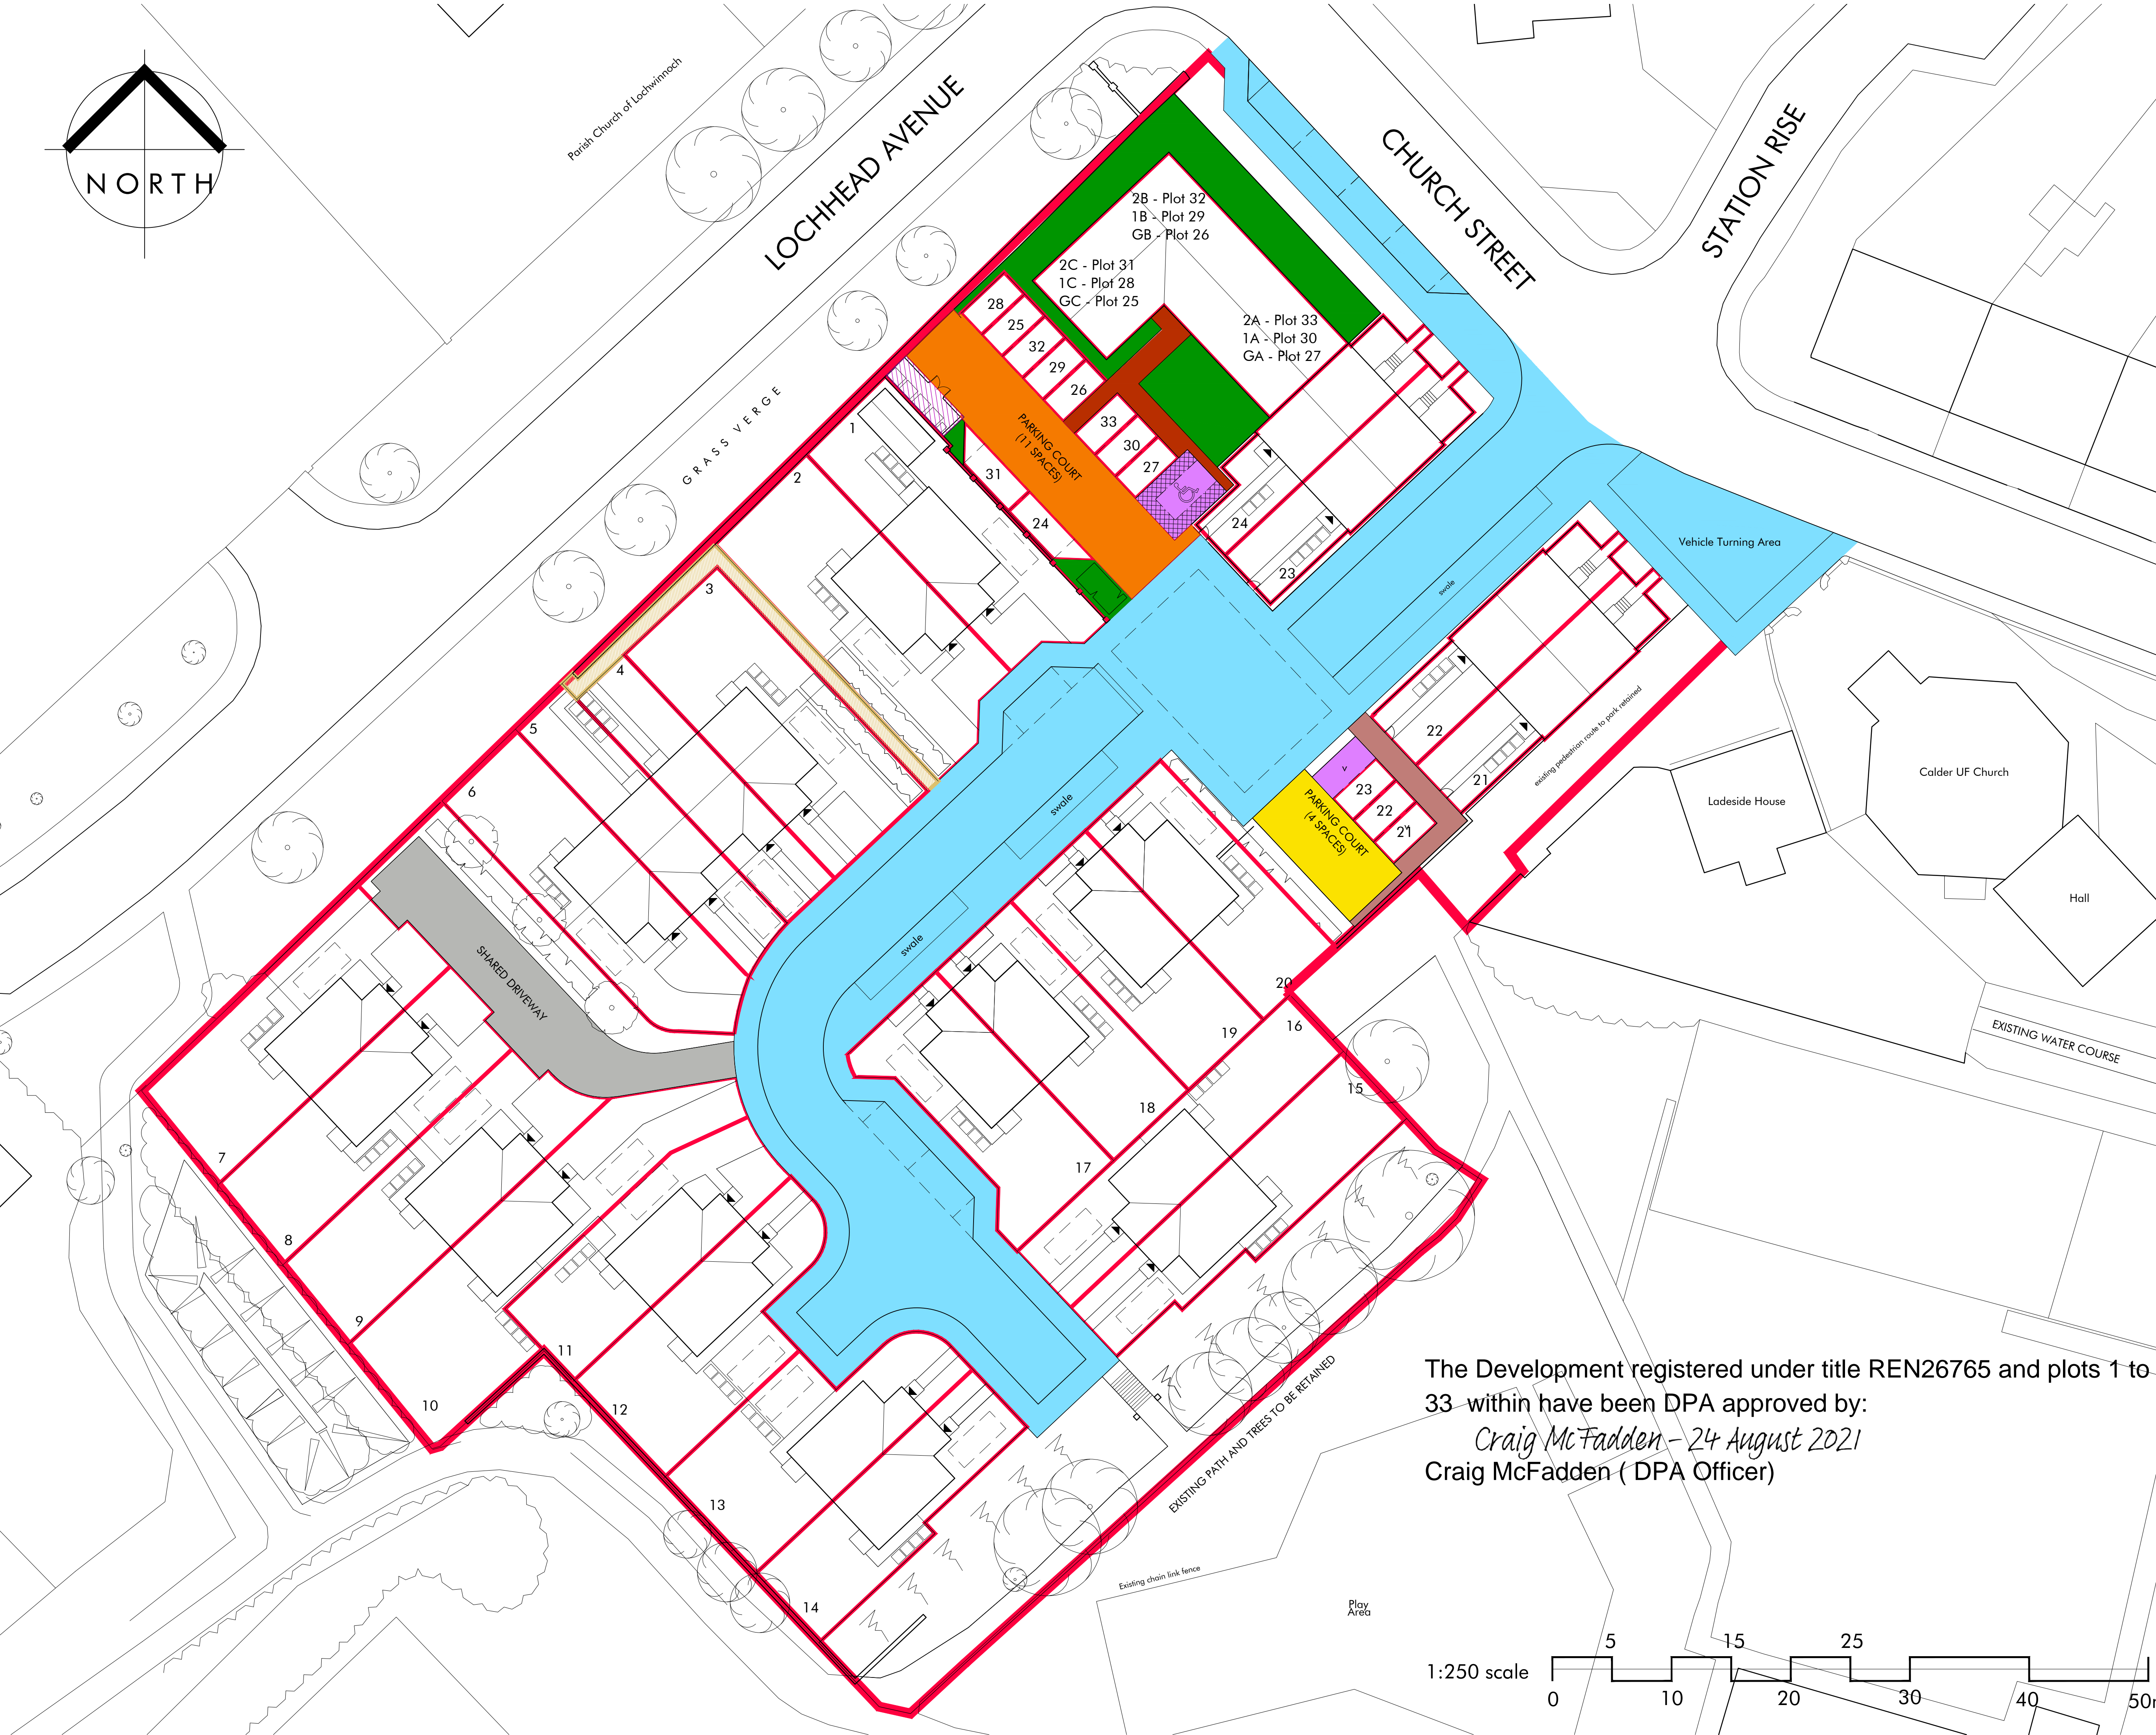 NORTH
Parish Church of Lochwinnoch
LOCHHEAD AVENUE
CHURCH STREET
STATION RISE
GRASS VERGE
2B - Plot 32
1B - Plot 29
GB - Plot 26
2C - Plot 31
1C - Plot 28
GC - Plot 25
2A - Plot 33
1A - Plot 30
GA - Plot 27
28
25
32
29
26
33
30
27
31
24
PARKING COURT
(11 SPACES)
24
23
1
2
3
4
5
6
Vehicle Turning Area
swale
swale
swale
22
21
existing pedestrian route to park retained
23
22
21
PARKING COURT
(4 SPACES)
Ladeside House
Calder UF Church
Hall
EXISTING WATER COURSE
SHARED DRIVEWAY
20
19
18
17
16
15
7
8
9
10
11
12
13
14
EXISTING PATH AND TREES TO BE RETAINED
Existing chain link fence
Play
Area
The Development registered under title REN26765 and plots 1 to
33 within have been DPA approved by:
Craig McFadden - 24 August 2021
Craig McFadden ( DPA Officer)
1:250 scale
5
15
25
0
10
20
30
40
50